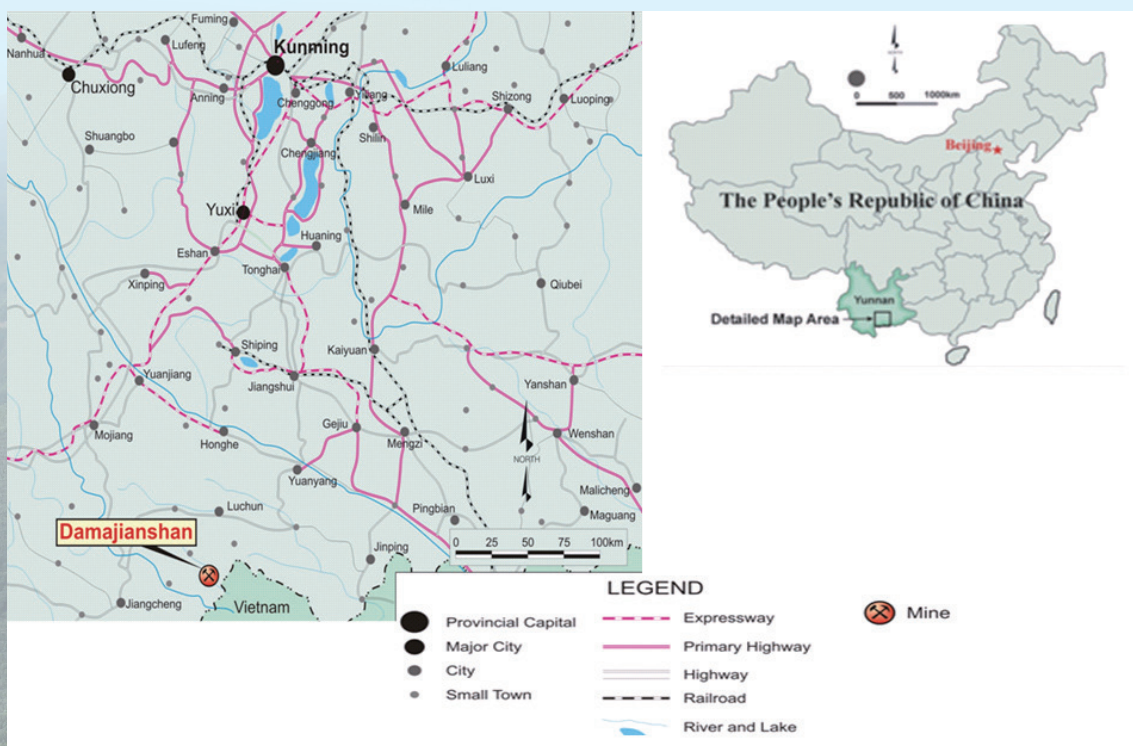 Fuming
Kunming
Lufeng
Nanhua
Chuxiong
Anning
Chenggong
Yiliang
Luliang
Shizong
Luoping
Shuangbo
Shilin
Chengjiang
Luxi
Yuxi
Mile
Huaning
Eshan
Tonghai
Xinping
Qiubei
Shiping
Kaiyuan
Yuanjiang
Jiangshui
Yanshan
Mojiang
Honghe
Gejiu
Mengzi
Wenshan
NORTH
Yuanyang
Malicheng
Luchun
Pingbian
Maguang
Damajianshan
0 25 50 75 100km
Jinping
Jiangcheng
Vietnam
0 500 1000km
Beijing
The People's Republic of China
Yunnan
Detailed Map Area
LEGEND
Provincial Capital
Major City
City
Small Town
Expressway
Primary Highway
Highway
Railroad
River and Lake
Mine